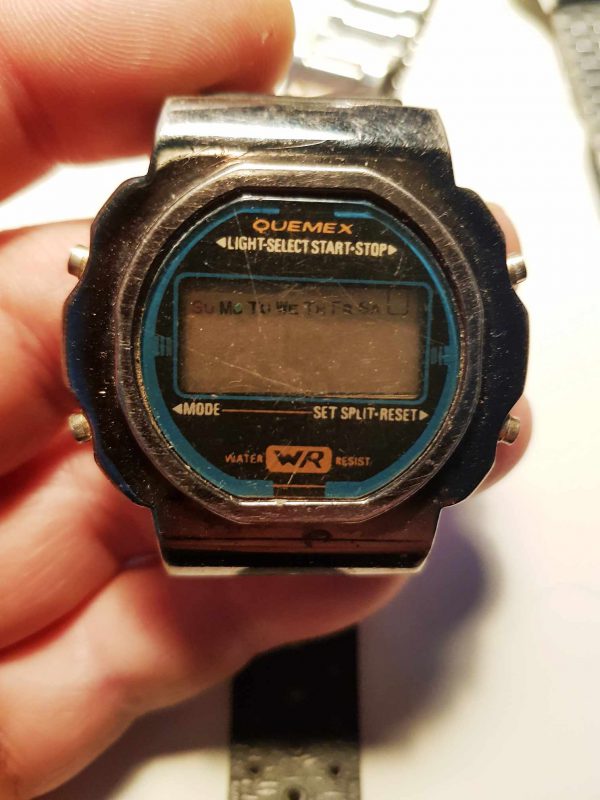 QUEMEX
◀LIGHT-SELECT START•STOP▶
SU MO TU WE TH FR SA
◀MODE SET SPLIT-RESET▶
WATER WR RESIST